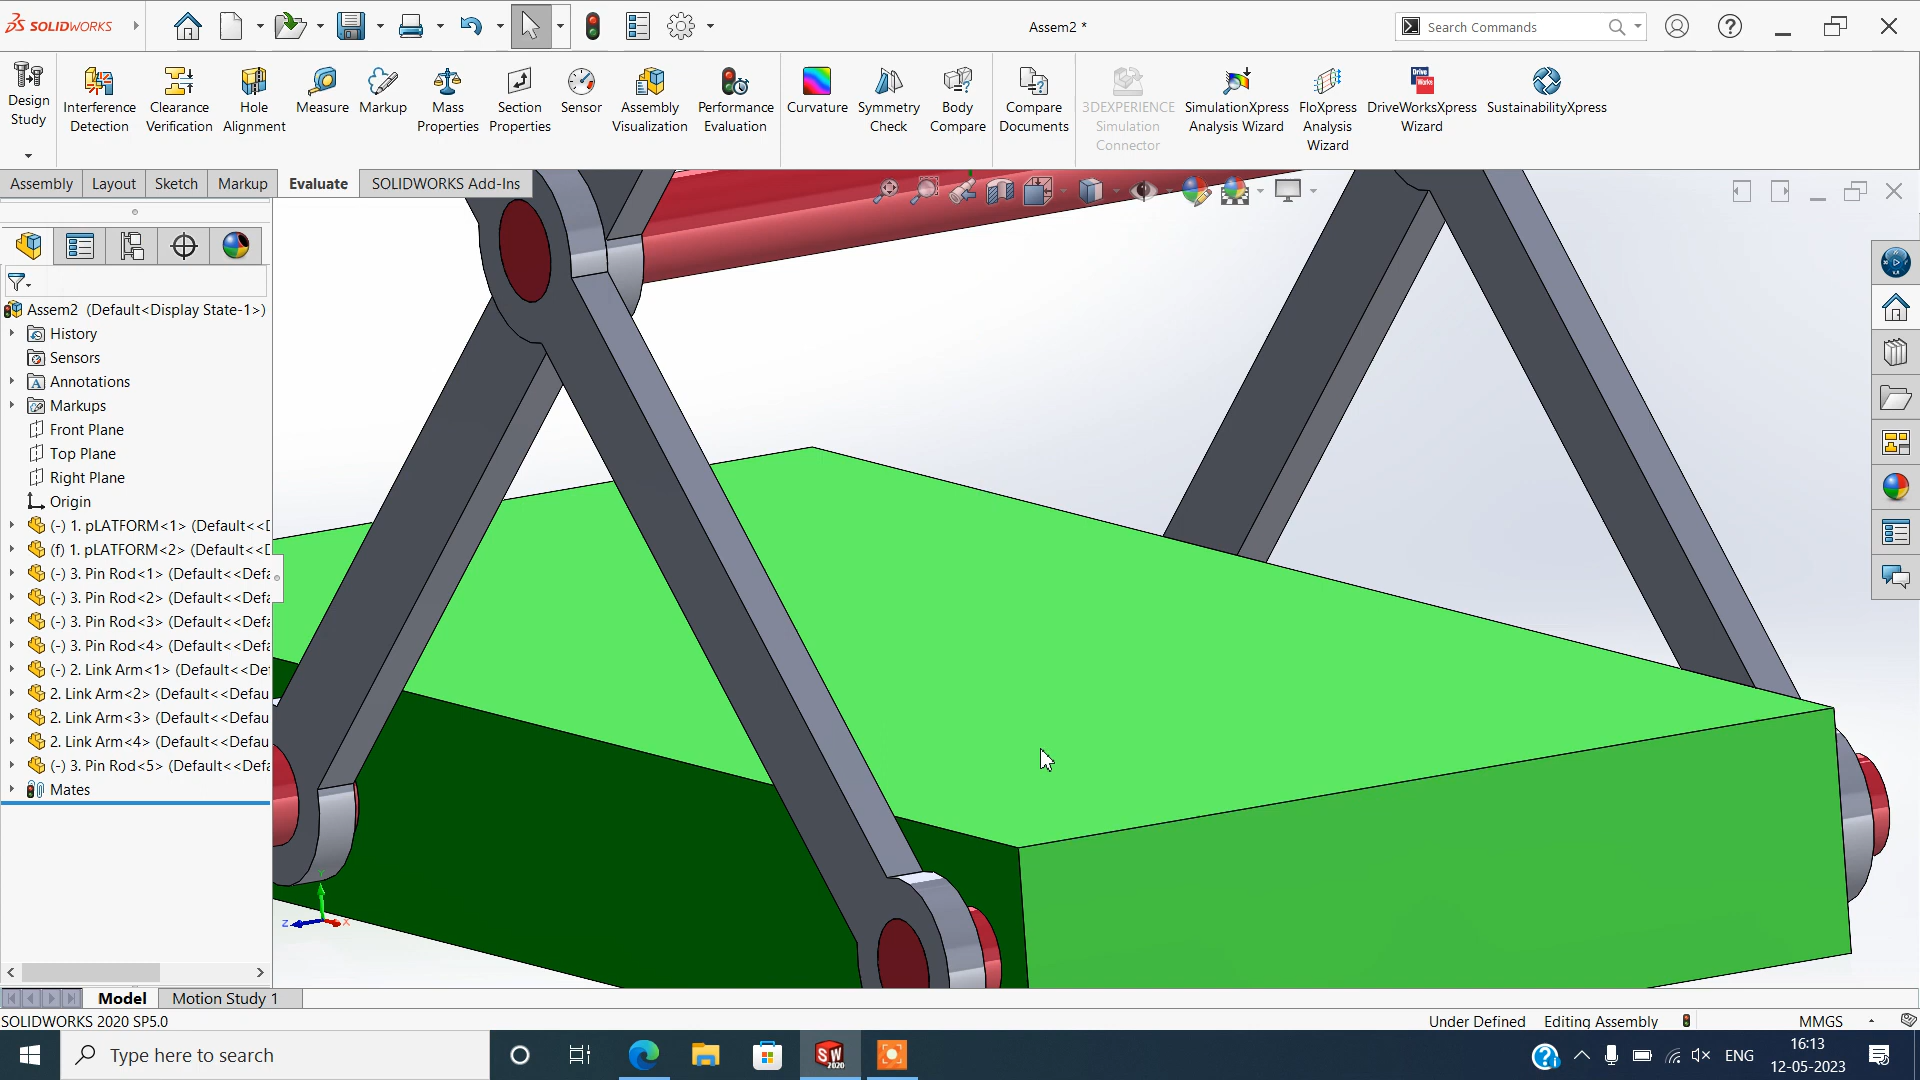 SOLIDWORKS
Assem2 *
Search Commands
Design Study
Interference Detection
Clearance Verification
Hole Alignment
Measure
Markup
Mass Properties
Section Properties
Sensor
Assembly Visualization
Performance Evaluation
Curvature
Symmetry Check
Body Compare
Compare Documents
3DEXPERIENCE Simulation Connector
SimulationXpress Analysis Wizard
FloXpress Analysis Wizard
DriveWorksXpress Wizard
SustainabilityXpress
Assembly
Layout
Sketch
Markup
Evaluate
SOLIDWORKS Add-Ins
Assem2 (Default<Display State-1>)
History
Sensors
Annotations
Markups
Front Plane
Top Plane
Right Plane
Origin
(-) 1. pLATFORM<1> (Default<<D
(f) 1. pLATFORM<2> (Default<<D
(-) 3. Pin Rod<1> (Default<<Defa
(-) 3. Pin Rod<2> (Default<<Defa
(-) 3. Pin Rod<3> (Default<<Defa
(-) 3. Pin Rod<4> (Default<<Defa
(-) 2. Link Arm<1> (Default<<De
2. Link Arm<2> (Default<<Defau
2. Link Arm<3> (Default<<Defau
2. Link Arm<4> (Default<<Defau
(-) 3. Pin Rod<5> (Default<<Defa
Mates
Z
X
Model
Motion Study 1
SOLIDWORKS 2020 SP5.0
Under Defined
Editing Assembly
MMGS
Type here to search
SW
2020
ENG
16:13
12-05-2023